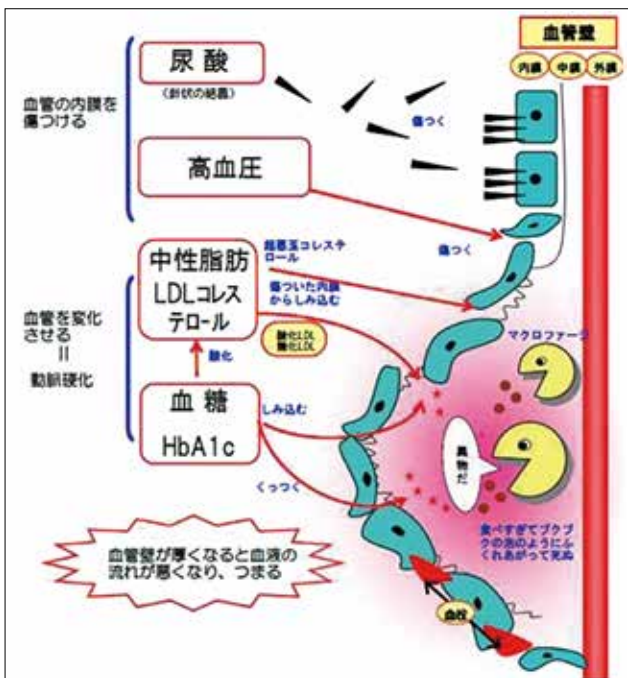 血管壁
内膜 中膜 外膜
尿酸
(針状の結晶)
血管の内膜を
傷つける
傷つく
高血圧
傷つく
超悪玉コレステ
ロール
中性脂肪
LDLコレス
テロール
傷ついた内膜
からしみ込む
酸化LDL
糖化LDL
マクロファージ
血管を変化
させる
||
動脈硬化
酸化
血糖
HbA1c
しみ込む
くっつく
異物だ
食べすぎてブクブ
クの泡のようにふ
くれあがって死ぬ
血管壁が厚くなると血液の
流れが悪くなり、つまる
血栓